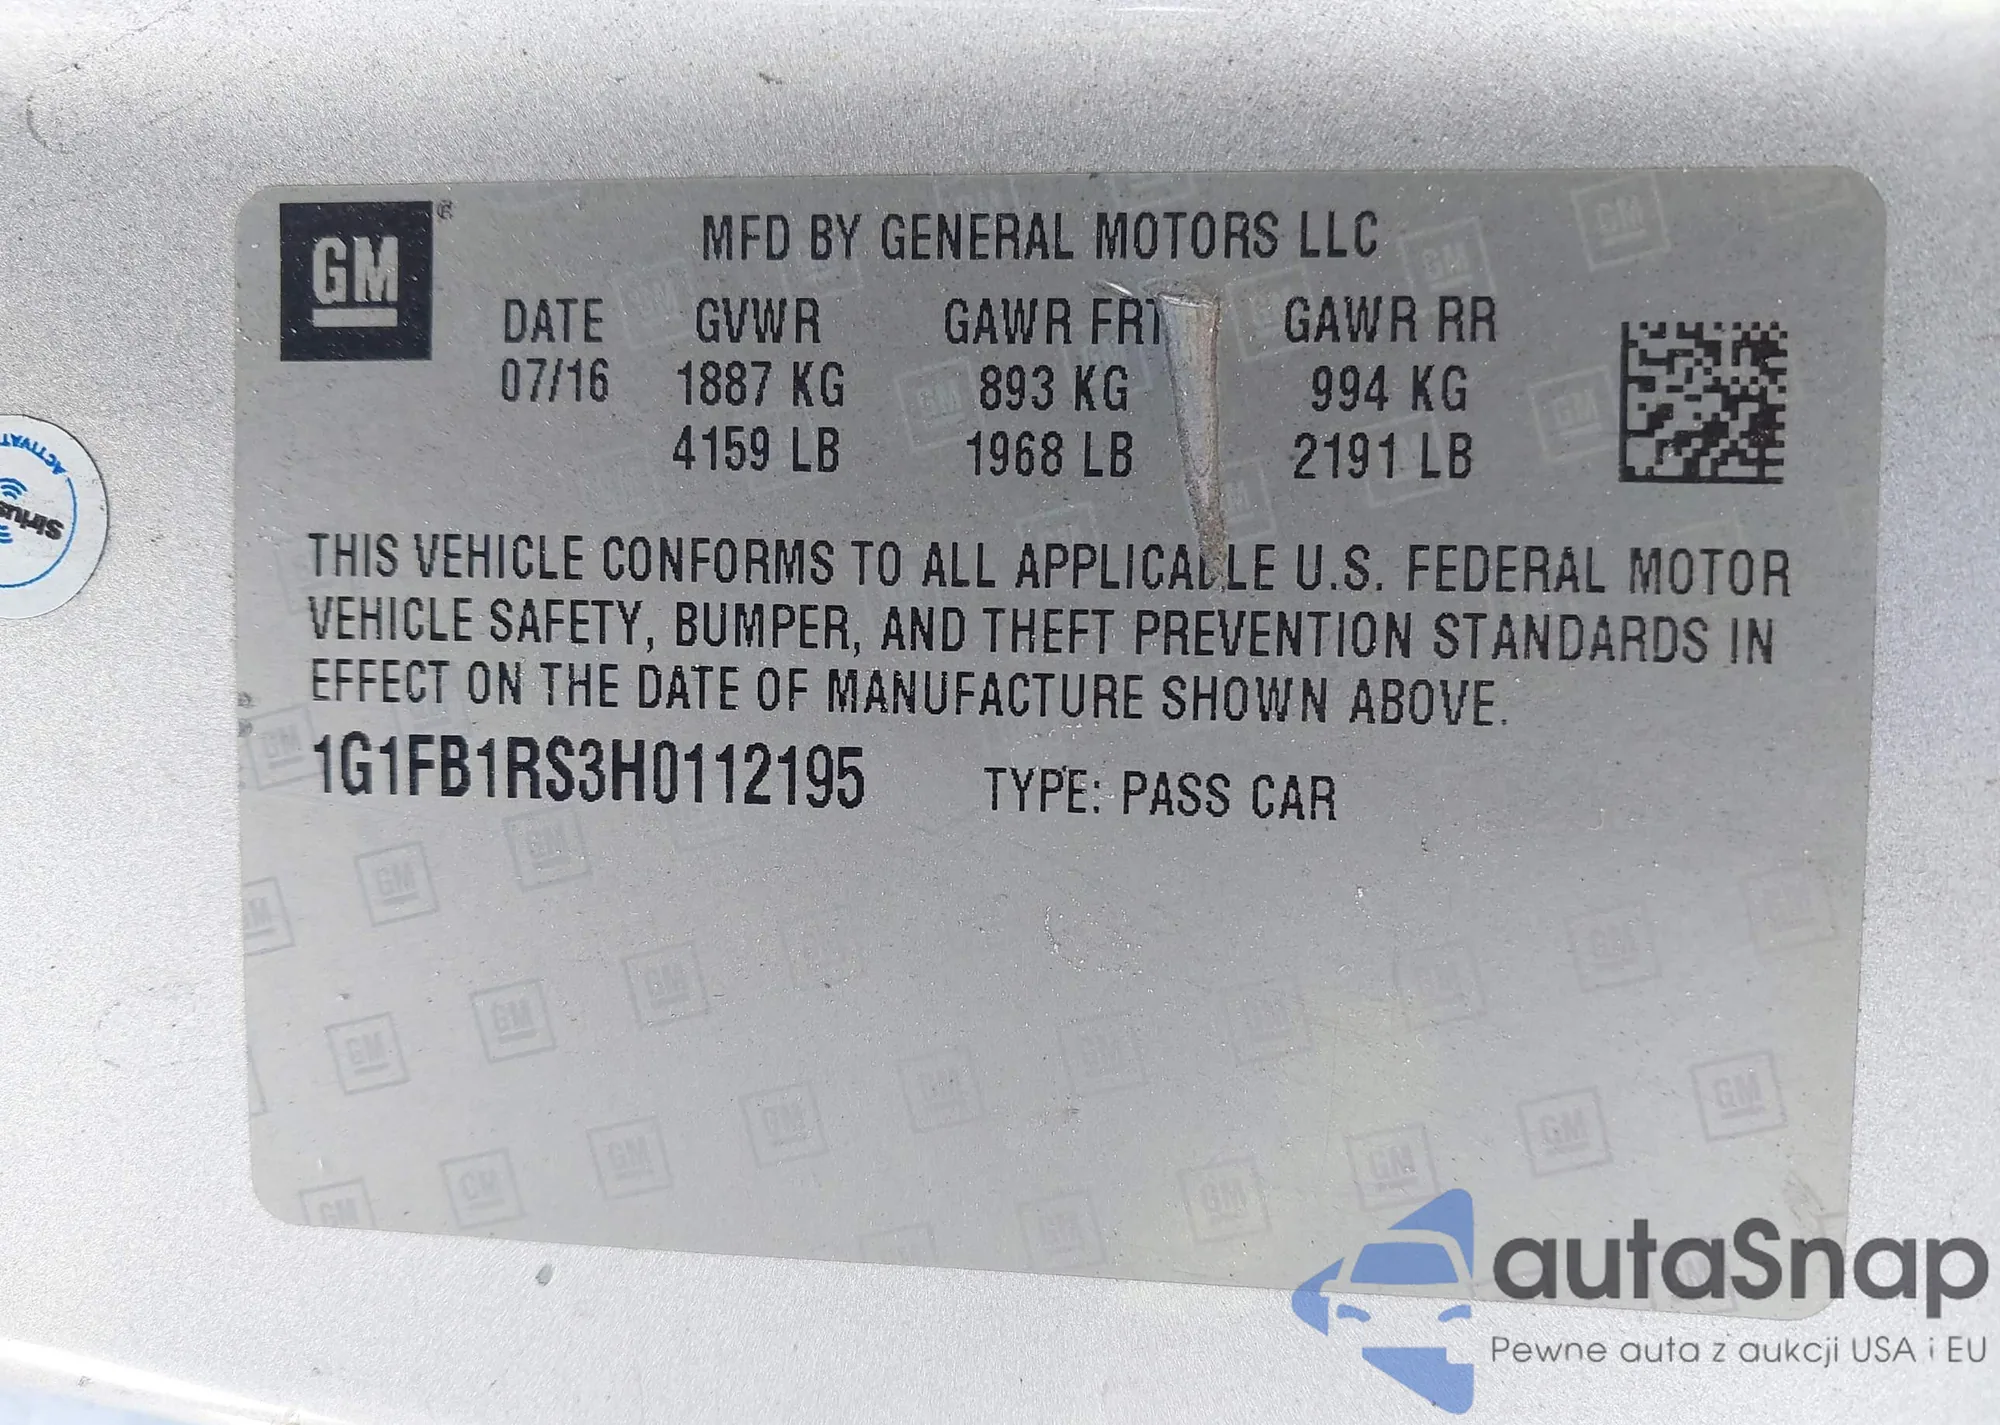 GM ®
MFD BY GENERAL MOTORS LLC
DATE GVWR GAWR FRT GAWR RR
07/16 1887 KG 893 KG 994 KG
4159 LB 1968 LB 2191 LB
THIS VEHICLE CONFORMS TO ALL APPLICABLE U.S. FEDERAL MOTOR
VEHICLE SAFETY, BUMPER, AND THEFT PREVENTION STANDARDS IN
EFFECT ON THE DATE OF MANUFACTURE SHOWN ABOVE.
1G1FB1RS3H0112195 TYPE: PASS CAR
autaSnap
Pewne auta z aukcji USA i EU